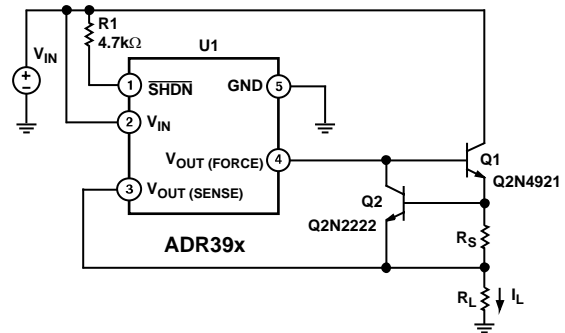 R1
4.7kΩ
U1
VIN
1
SHDN
GND
5
2
VIN
VOUT (FORCE)
4
Q1
Q2N4921
3
VOUT (SENSE)
Q2
Q2N2222
RS
ADR39x
RL
IL